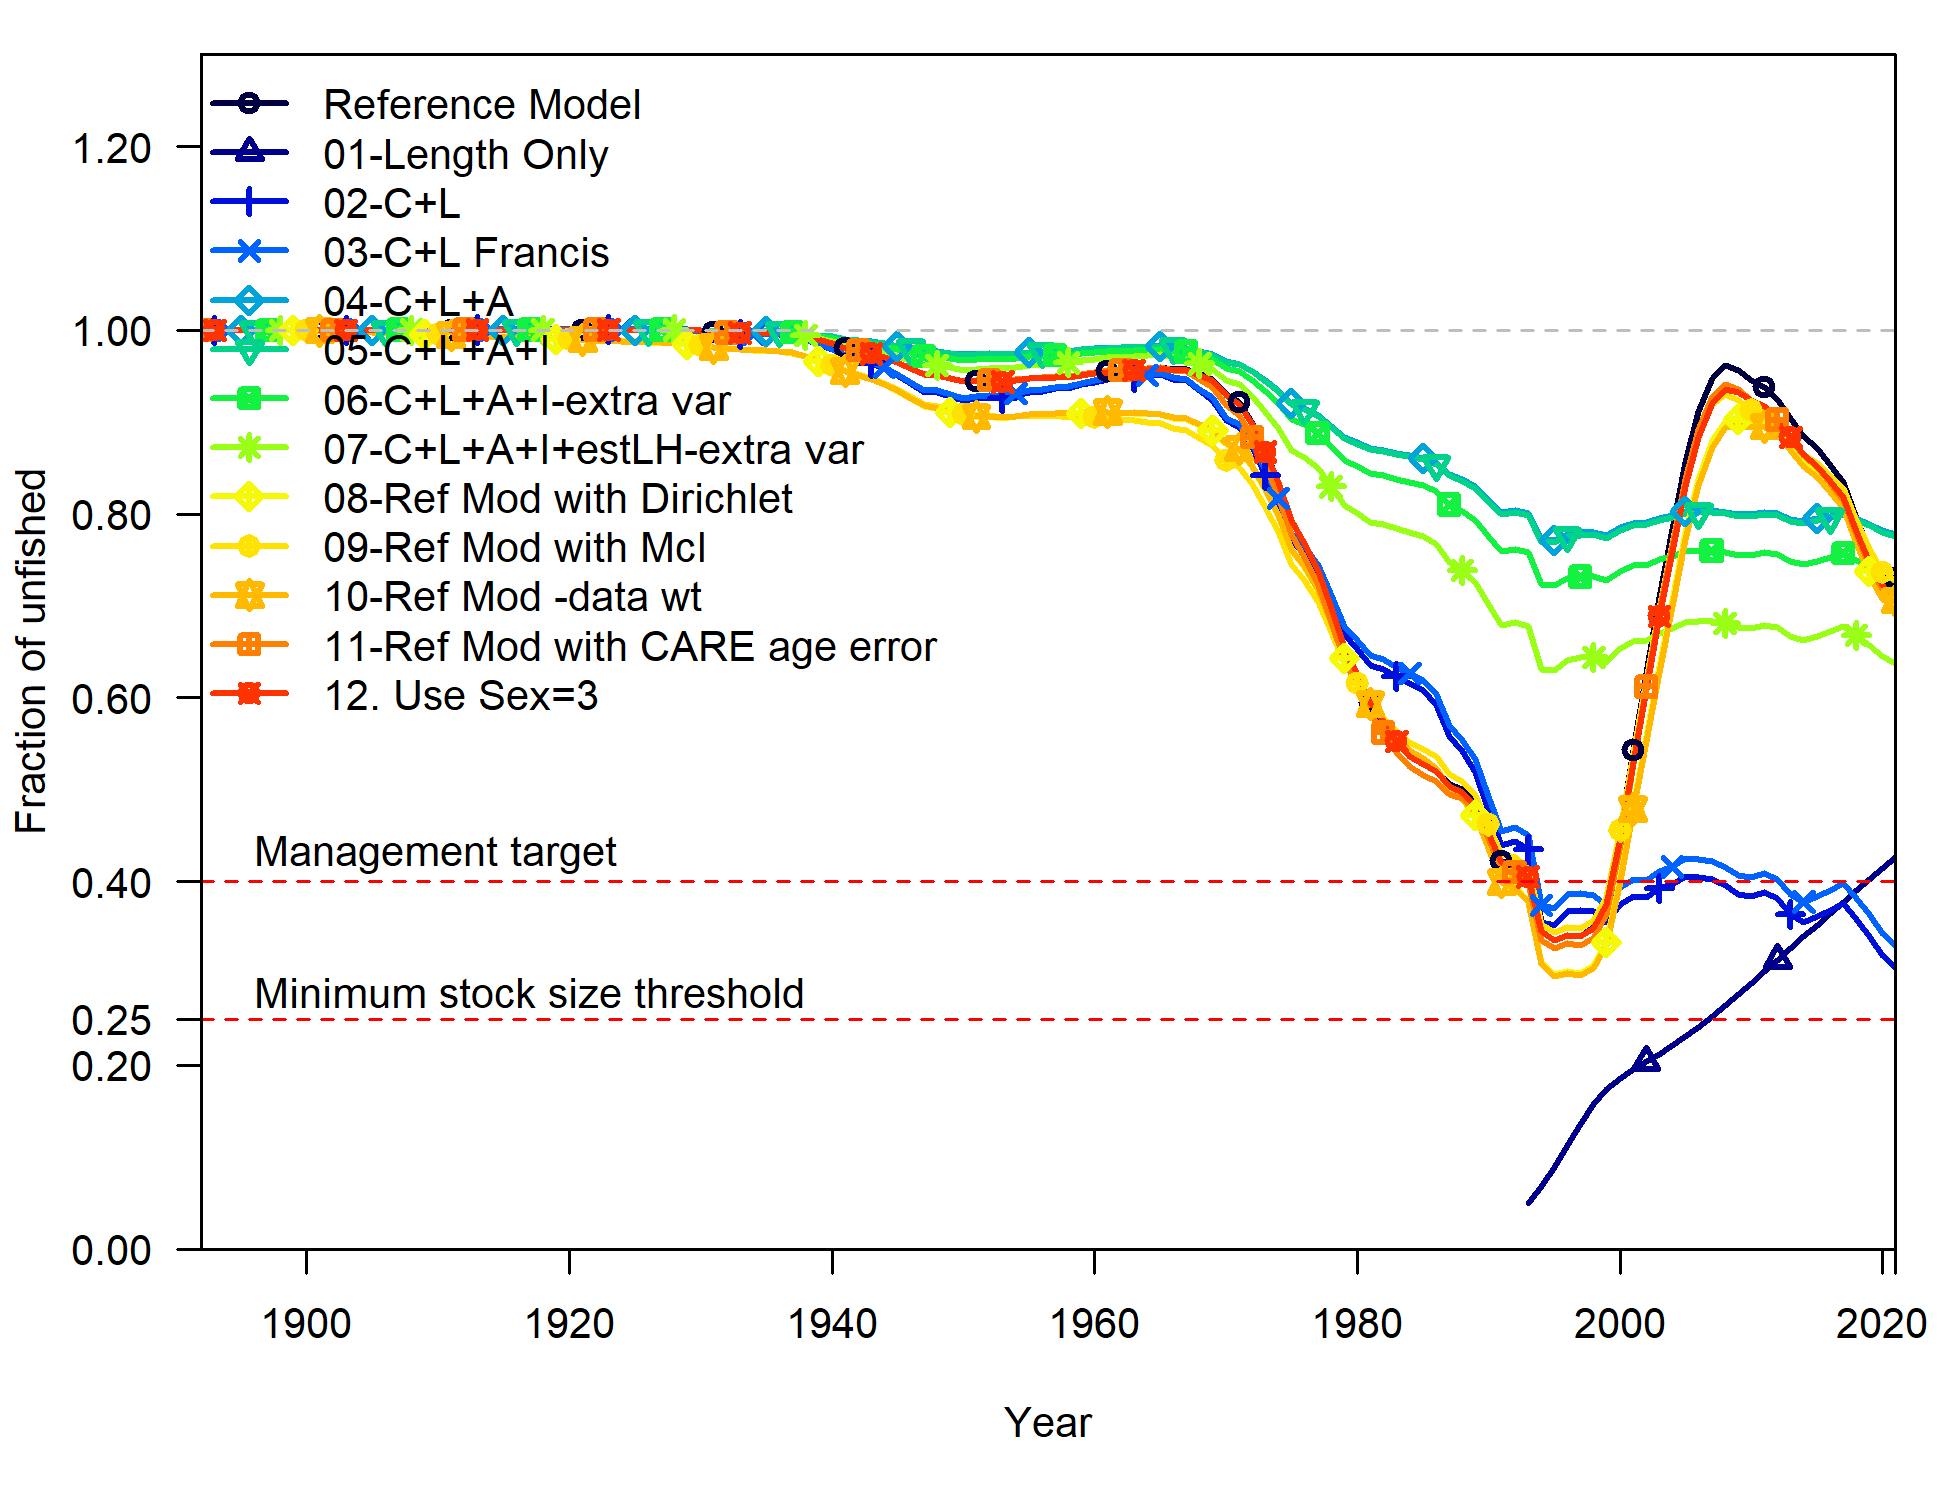 Reference Model
01-Length Only
02-C+L
03-C+L Francis
04-C+L+A
05-C+L+A+I
06-C+L+A+I-extra var
07-C+L+A+I+estLH-extra var
08-Ref Mod with Dirichlet
09-Ref Mod with McI
10-Ref Mod -data wt
11-Ref Mod with CARE age error
12. Use Sex=3
Management target
Minimum stock size threshold
Fraction of unfished
1.20
1.00
0.80
0.60
0.40
0.25
0.20
0.00
1900 1920 1940 1960 1980 2000 2020
Year